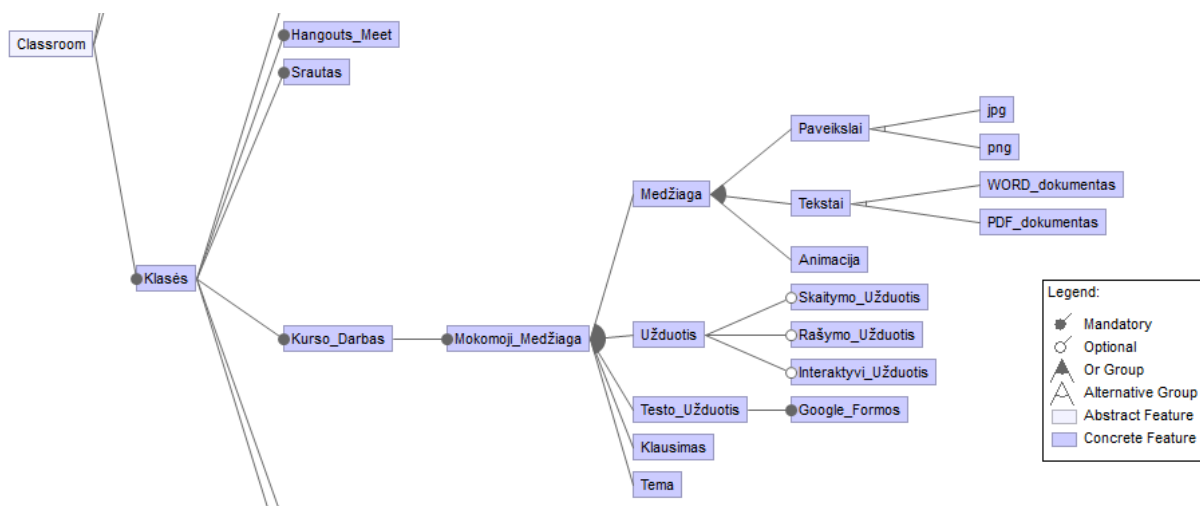 Classroom
Hangouts_Meet
Srautas
Klasės
Kurso_Darbas
Mokomoji_Medžiaga
Medžiaga
Paveikslai
jpg
png
Tekstai
WORD_dokumentas
PDF_dokumentas
Animacija
Užduotis
Skaitymo_Užduotis
Rašymo_Užduotis
Interaktyvi_Užduotis
Testo_Užduotis
Google_Formos
Klausimas
Tema
Legend:
Mandatory
Optional
Or Group
Alternative Group
Abstract Feature
Concrete Feature